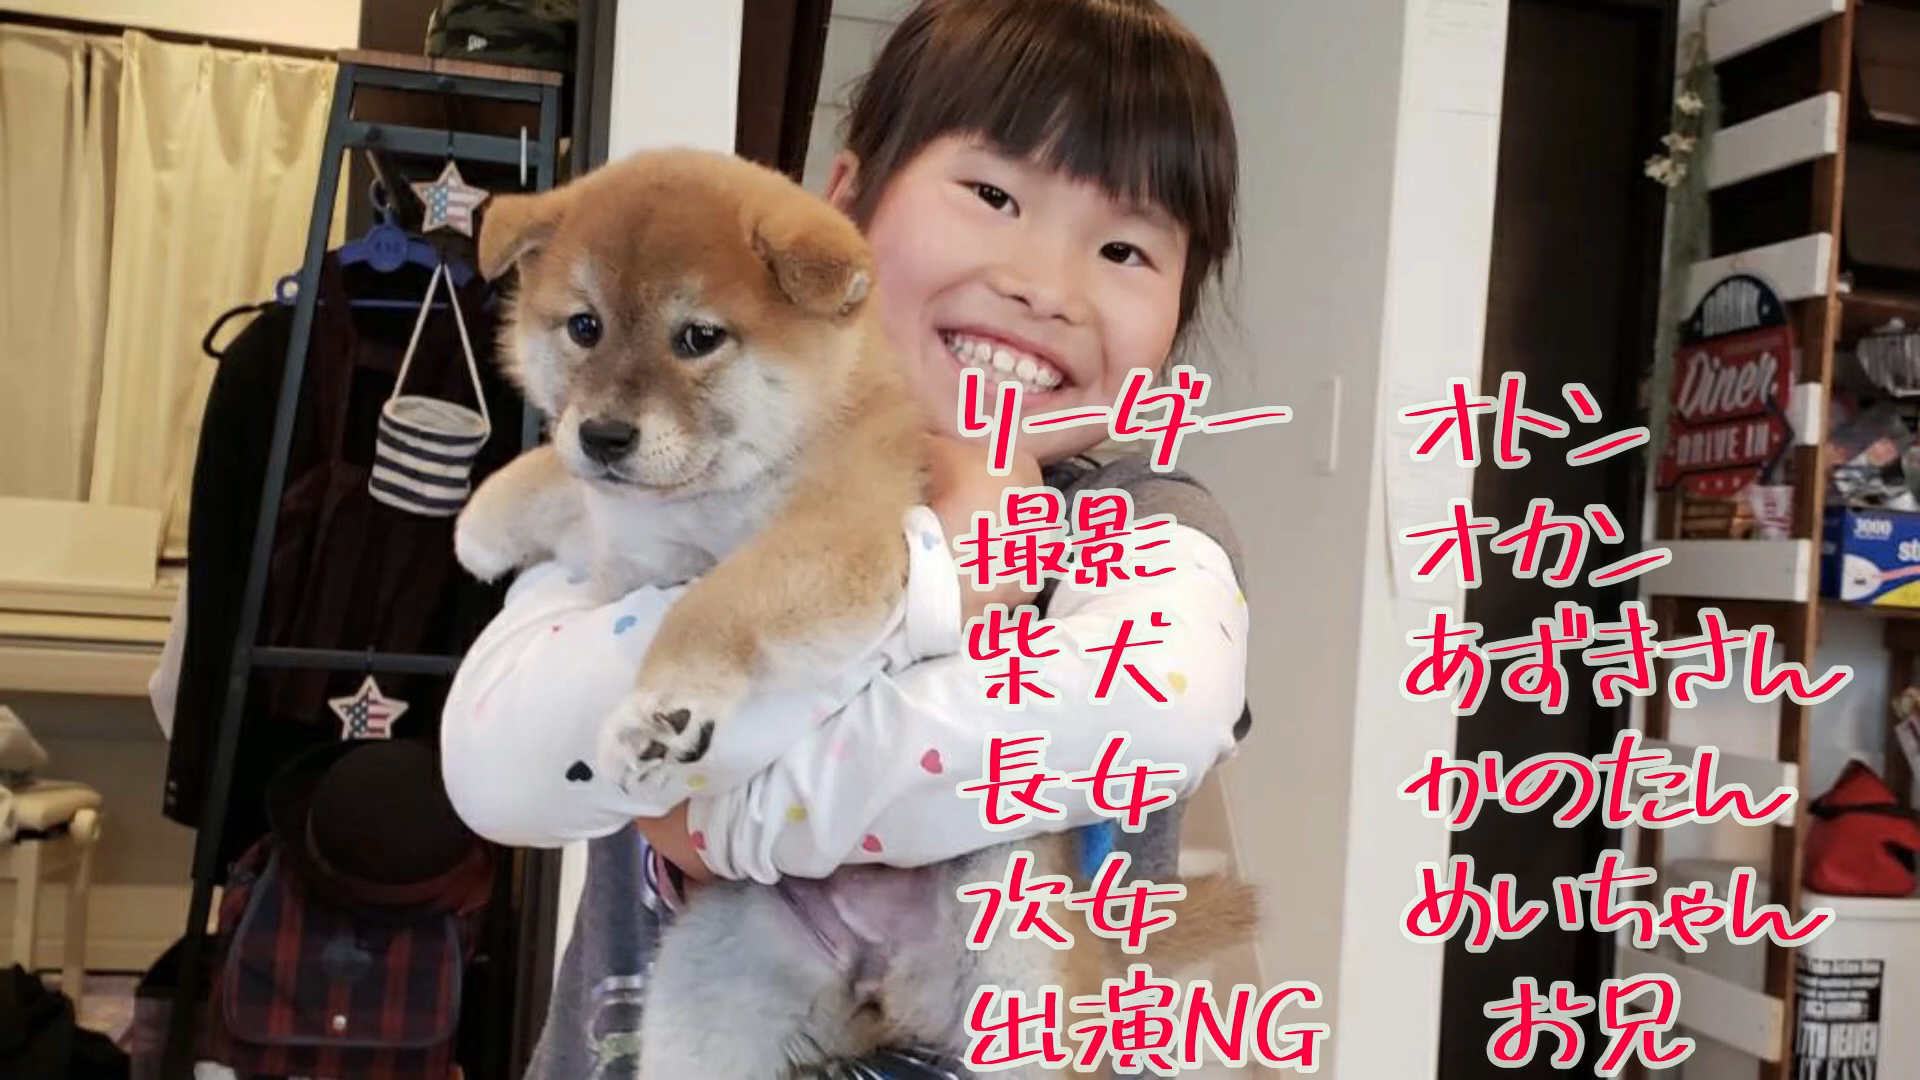 リーダー オトン
撮影 オカン
柴犬 あずきさん
長女 かのたん
次女 めいちゃん
出演NG お兄
Diner
DRIVE IN
3000